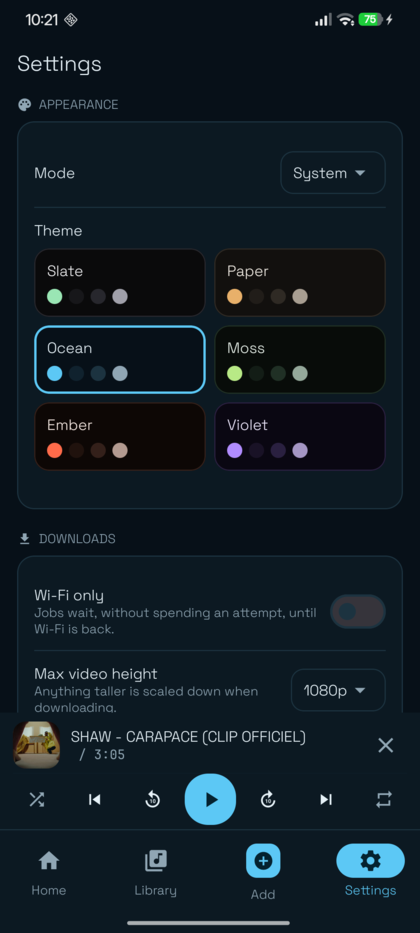 10:21
75
Settings
APPEARANCE
Mode
System
Theme
Slate
Paper
Ocean
Moss
Ember
Violet
DOWNLOADS
Wi-Fi only
Jobs wait, without spending an attempt, until
Wi-Fi is back.
Max video height
Anything taller is scaled down when
downloading.
1080p
SHAW - CARAPACE (CLIP OFFICIEL)
/ 3:05
10
10
Home
Library
Add
Settings